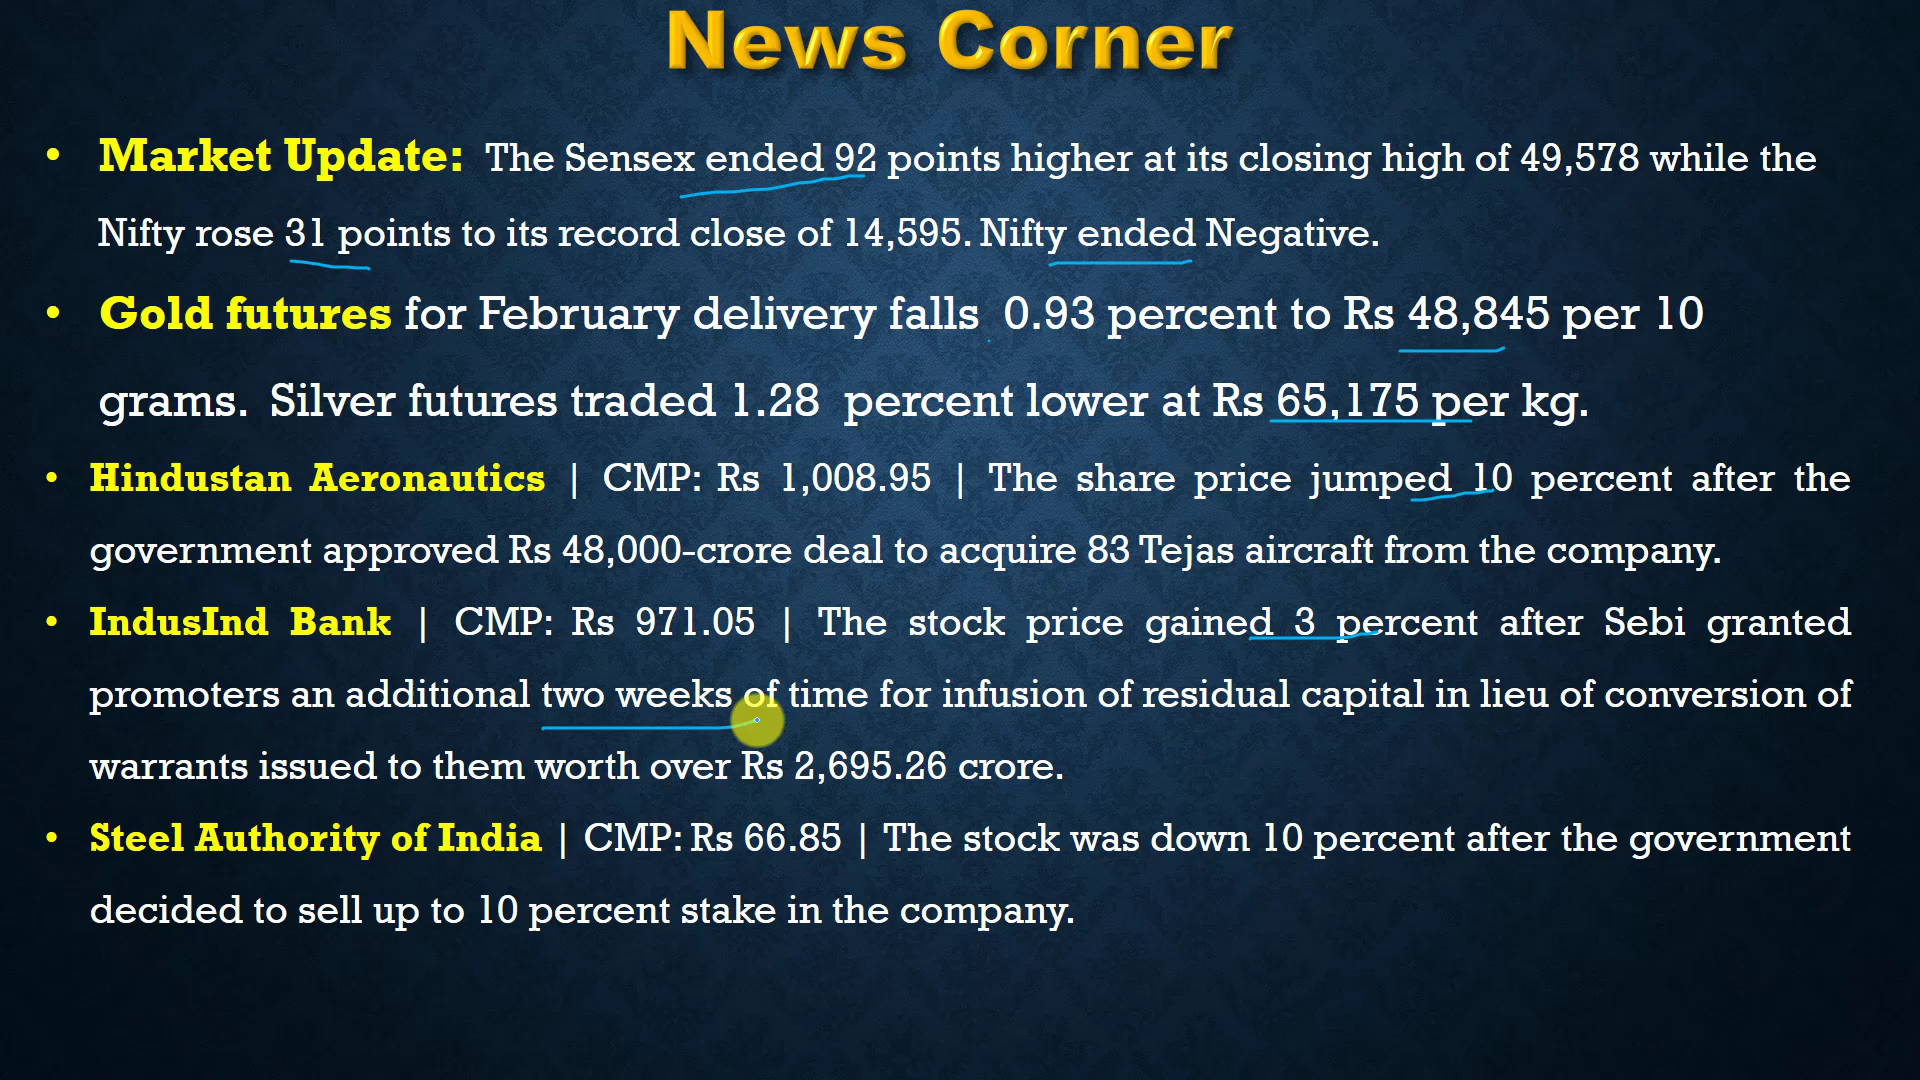 News Corner
• Market Update: The Sensex ended 92 points higher at its closing high of 49,578 while the
Nifty rose 31 points to its record close of 14,595. Nifty ended Negative.
• Gold futures for February delivery falls 0.93 percent to Rs 48,845 per 10
grams. Silver futures traded 1.28 percent lower at Rs 65,175 per kg.
• Hindustan Aeronautics | CMP: Rs 1,008.95 | The share price jumped 10 percent after the
government approved Rs 48,000-crore deal to acquire 83 Tejas aircraft from the company.
• IndusInd Bank | CMP: Rs 971.05 | The stock price gained 3 percent after Sebi granted
promoters an additional two weeks of time for infusion of residual capital in lieu of conversion of
warrants issued to them worth over Rs 2,695.26 crore.
• Steel Authority of India | CMP: Rs 66.85 | The stock was down 10 percent after the government
decided to sell up to 10 percent stake in the company.